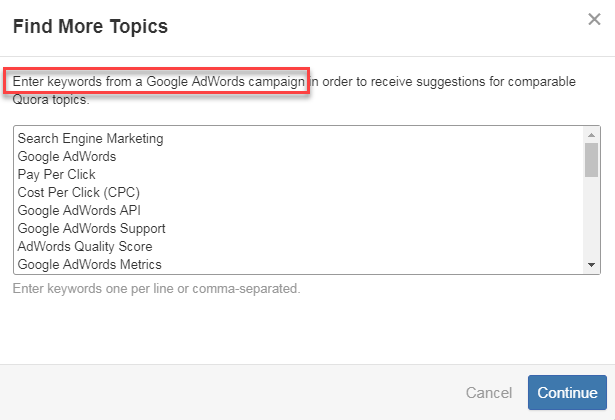 Find More Topics
Enter keywords from a Google AdWords campaign in order to receive suggestions for comparable
Quora topics.
Search Engine Marketing
Google AdWords
Pay Per Click
Cost Per Click (CPC)
Google AdWords API
Google AdWords Support
AdWords Quality Score
Google AdWords Metrics
Enter keywords one per line or comma-separated.
Cancel Continue